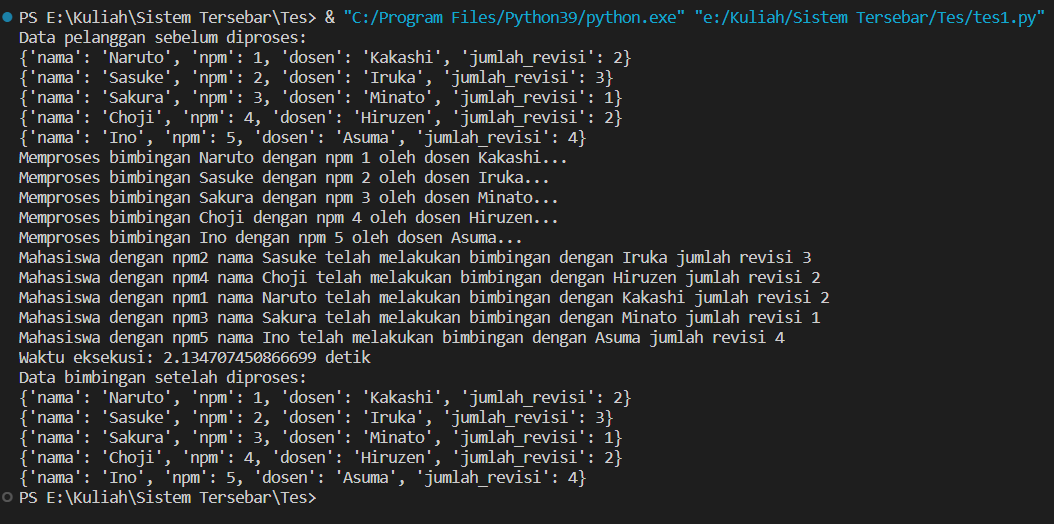 PS E:\Kuliah\Sistem Tersebar\Tes> & "C:/Program Files/Python39/python.exe" "e:/Kuliah/Sistem Tersebar/Tes/tes1.py"
Data pelanggan sebelum diproses:
{'nama': 'Naruto', 'npm': 1, 'dosen': 'Kakashi', 'jumlah_revisi': 2}
{'nama': 'Sasuke', 'npm': 2, 'dosen': 'Iruka', 'jumlah_revisi': 3}
{'nama': 'Sakura', 'npm': 3, 'dosen': 'Minato', 'jumlah_revisi': 1}
{'nama': 'Choji', 'npm': 4, 'dosen': 'Hiruzen', 'jumlah_revisi': 2}
{'nama': 'Ino', 'npm': 5, 'dosen': 'Asuma', 'jumlah_revisi': 4}
Memproses bimbingan Naruto dengan npm 1 oleh dosen Kakashi...
Memproses bimbingan Sasuke dengan npm 2 oleh dosen Iruka...
Memproses bimbingan Sakura dengan npm 3 oleh dosen Minato...
Memproses bimbingan Choji dengan npm 4 oleh dosen Hiruzen...
Memproses bimbingan Ino dengan npm 5 oleh dosen Asuma...
Mahasiswa dengan npm2 nama Sasuke telah melakukan bimbingan dengan Iruka jumlah revisi 3
Mahasiswa dengan npm4 nama Choji telah melakukan bimbingan dengan Hiruzen jumlah revisi 2
Mahasiswa dengan npm1 nama Naruto telah melakukan bimbingan dengan Kakashi jumlah revisi 2
Mahasiswa dengan npm3 nama Sakura telah melakukan bimbingan dengan Minato jumlah revisi 1
Mahasiswa dengan npm5 nama Ino telah melakukan bimbingan dengan Asuma jumlah revisi 4
Waktu eksekusi: 2.134707450866699 detik
Data bimbingan setelah diproses:
{'nama': 'Naruto', 'npm': 1, 'dosen': 'Kakashi', 'jumlah_revisi': 2}
{'nama': 'Sasuke', 'npm': 2, 'dosen': 'Iruka', 'jumlah_revisi': 3}
{'nama': 'Sakura', 'npm': 3, 'dosen': 'Minato', 'jumlah_revisi': 1}
{'nama': 'Choji', 'npm': 4, 'dosen': 'Hiruzen', 'jumlah_revisi': 2}
{'nama': 'Ino', 'npm': 5, 'dosen': 'Asuma', 'jumlah_revisi': 4}
PS E:\Kuliah\Sistem Tersebar\Tes>